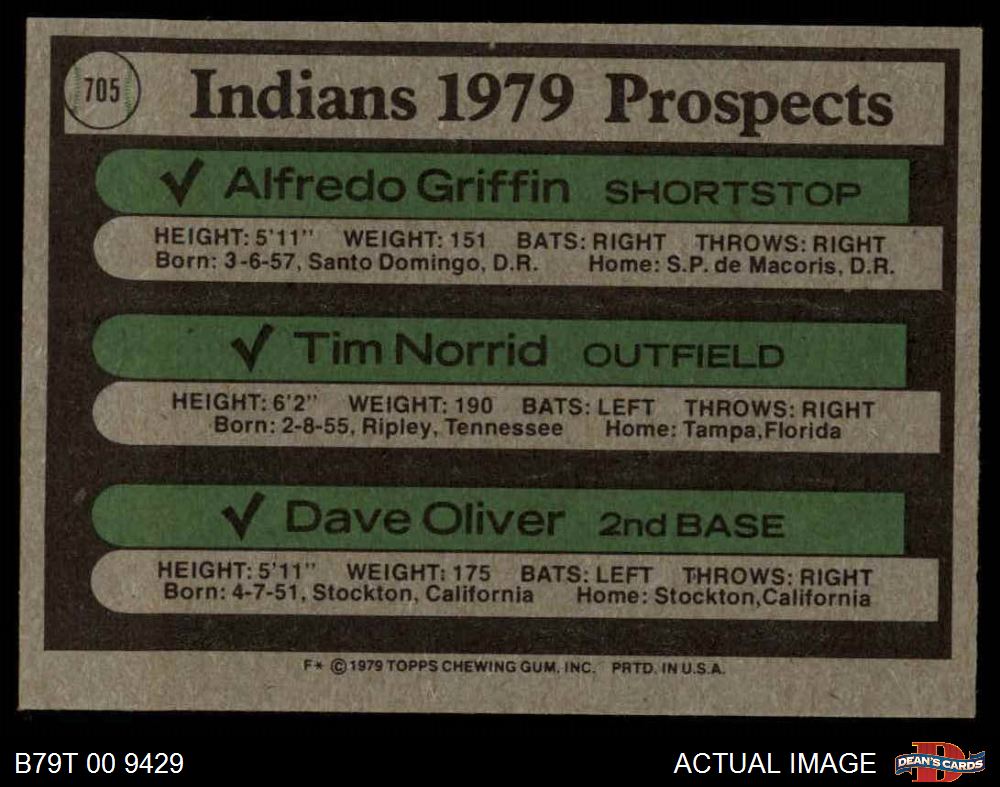 705
Indians 1979 Prospects
✓ Alfredo Griffin SHORTSTOP
HEIGHT: 5'11" WEIGHT: 151 BATS: RIGHT THROWS: RIGHT
Born: 3-6-57, Santo Domingo, D.R. Home: S.P. de Macoris, D.R.
✓ Tim Norrid OUTFIELD
HEIGHT: 6'2" WEIGHT: 190 BATS: LEFT THROWS: RIGHT
Born: 2-8-55, Ripley, Tennessee Home: Tampa,Florida
✓ Dave Oliver 2nd BASE
HEIGHT: 5'11" WEIGHT: 175 BATS: LEFT THROWS: RIGHT
Born: 4-7-51, Stockton, California Home: Stockton,California
F* © 1979 TOPPS CHEWING GUM, INC. PRTD. IN U.S.A.
B79T 00 9429 ACTUAL IMAGE
DEAN'S CARDS